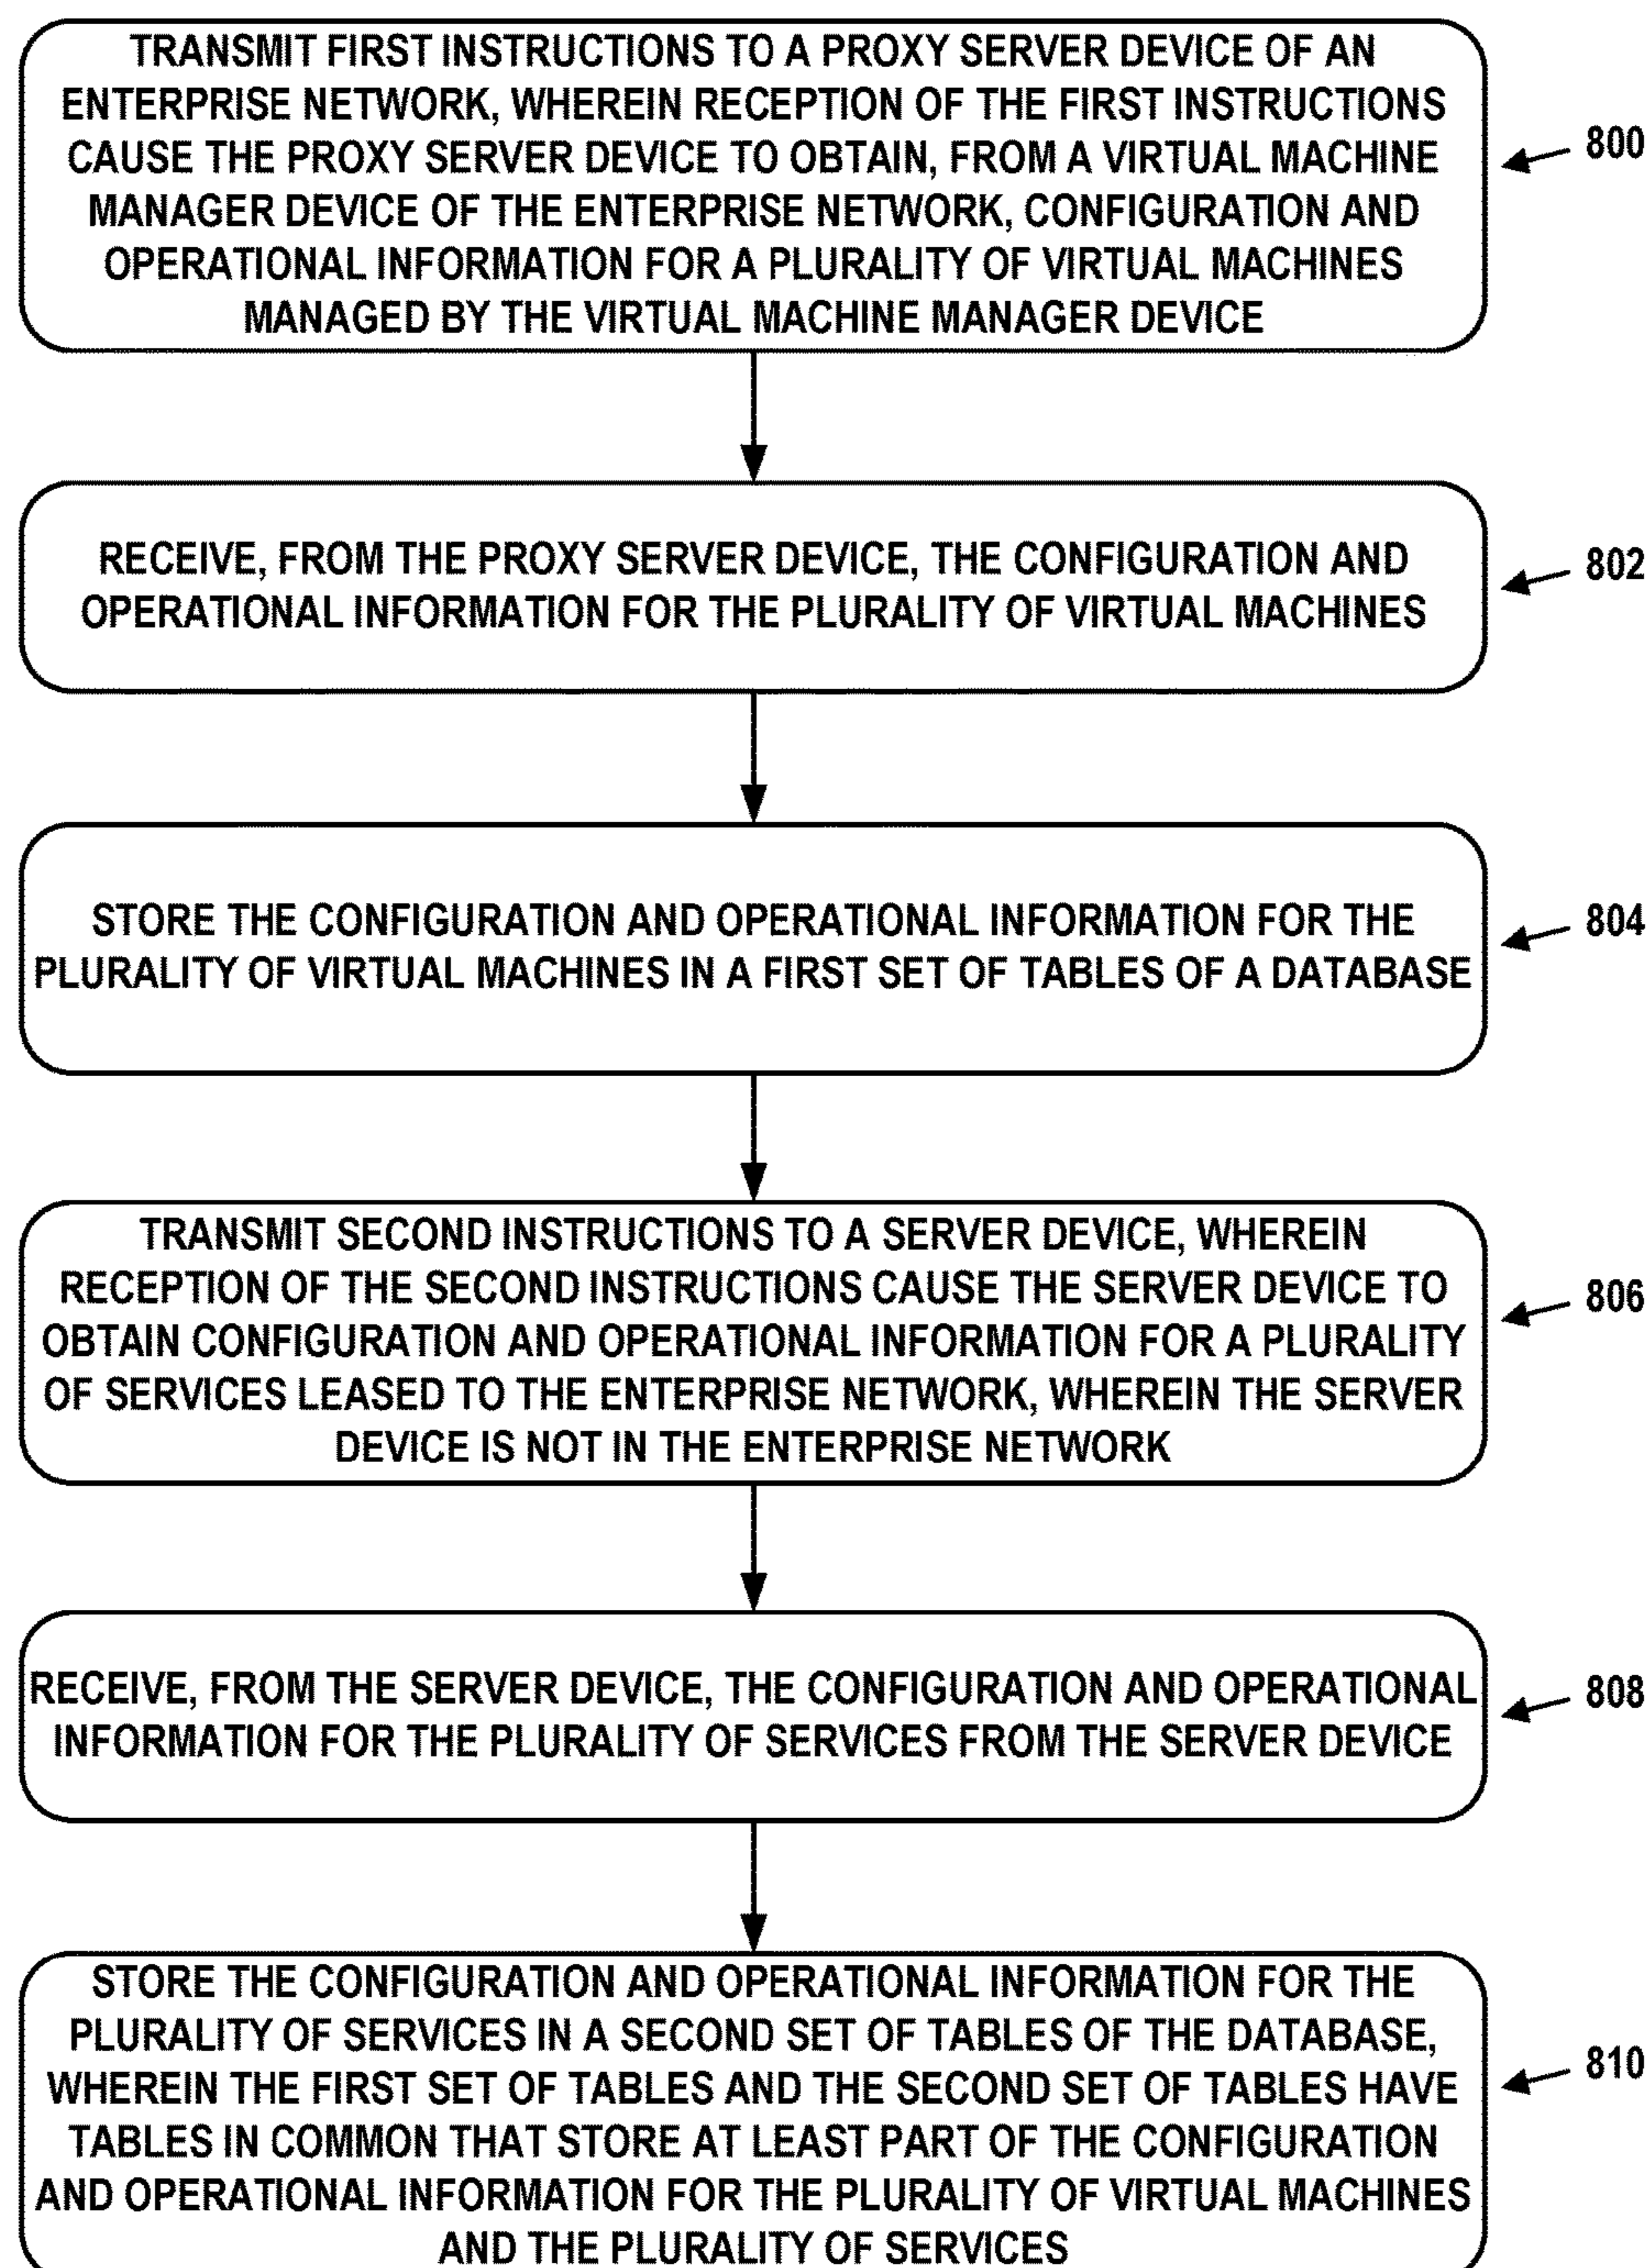 TRANSMIT FIRST INSTRUCTIONS TO A PROXY SERVER DEVICE OF AN
ENTERPRISE NETWORK, WHEREIN RECEPTION OF THE FIRST INSTRUCTIONS
CAUSE THE PROXY SERVER DEVICE TO OBTAIN, FROM A VIRTUAL MACHINE
MANAGER DEVICE OF THE ENTERPRISE NETWORK, CONFIGURATION AND
OPERATIONAL INFORMATION FOR A PLURALITY OF VIRTUAL MACHINES
MANAGED BY THE VIRTUAL MACHINE MANAGER DEVICE
800
RECEIVE, FROM THE PROXY SERVER DEVICE, THE CONFIGURATION AND
OPERATIONAL INFORMATION FOR THE PLURALITY OF VIRTUAL MACHINES
802
STORE THE CONFIGURATION AND OPERATIONAL INFORMATION FOR THE
PLURALITY OF VIRTUAL MACHINES IN A FIRST SET OF TABLES OF A DATABASE
804
TRANSMIT SECOND INSTRUCTIONS TO A SERVER DEVICE, WHEREIN
RECEPTION OF THE SECOND INSTRUCTIONS CAUSE THE SERVER DEVICE TO
OBTAIN CONFIGURATION AND OPERATIONAL INFORMATION FOR A PLURALITY
OF SERVICES LEASED TO THE ENTERPRISE NETWORK, WHEREIN THE SERVER
DEVICE IS NOT IN THE ENTERPRISE NETWORK
806
RECEIVE, FROM THE SERVER DEVICE, THE CONFIGURATION AND OPERATIONAL
INFORMATION FOR THE PLURALITY OF SERVICES FROM THE SERVER DEVICE
808
STORE THE CONFIGURATION AND OPERATIONAL INFORMATION FOR THE
PLURALITY OF SERVICES IN A SECOND SET OF TABLES OF THE DATABASE,
WHEREIN THE FIRST SET OF TABLES AND THE SECOND SET OF TABLES HAVE
TABLES IN COMMON THAT STORE AT LEAST PART OF THE CONFIGURATION
AND OPERATIONAL INFORMATION FOR THE PLURALITY OF VIRTUAL MACHINES
AND THE PLURALITY OF SERVICES
810